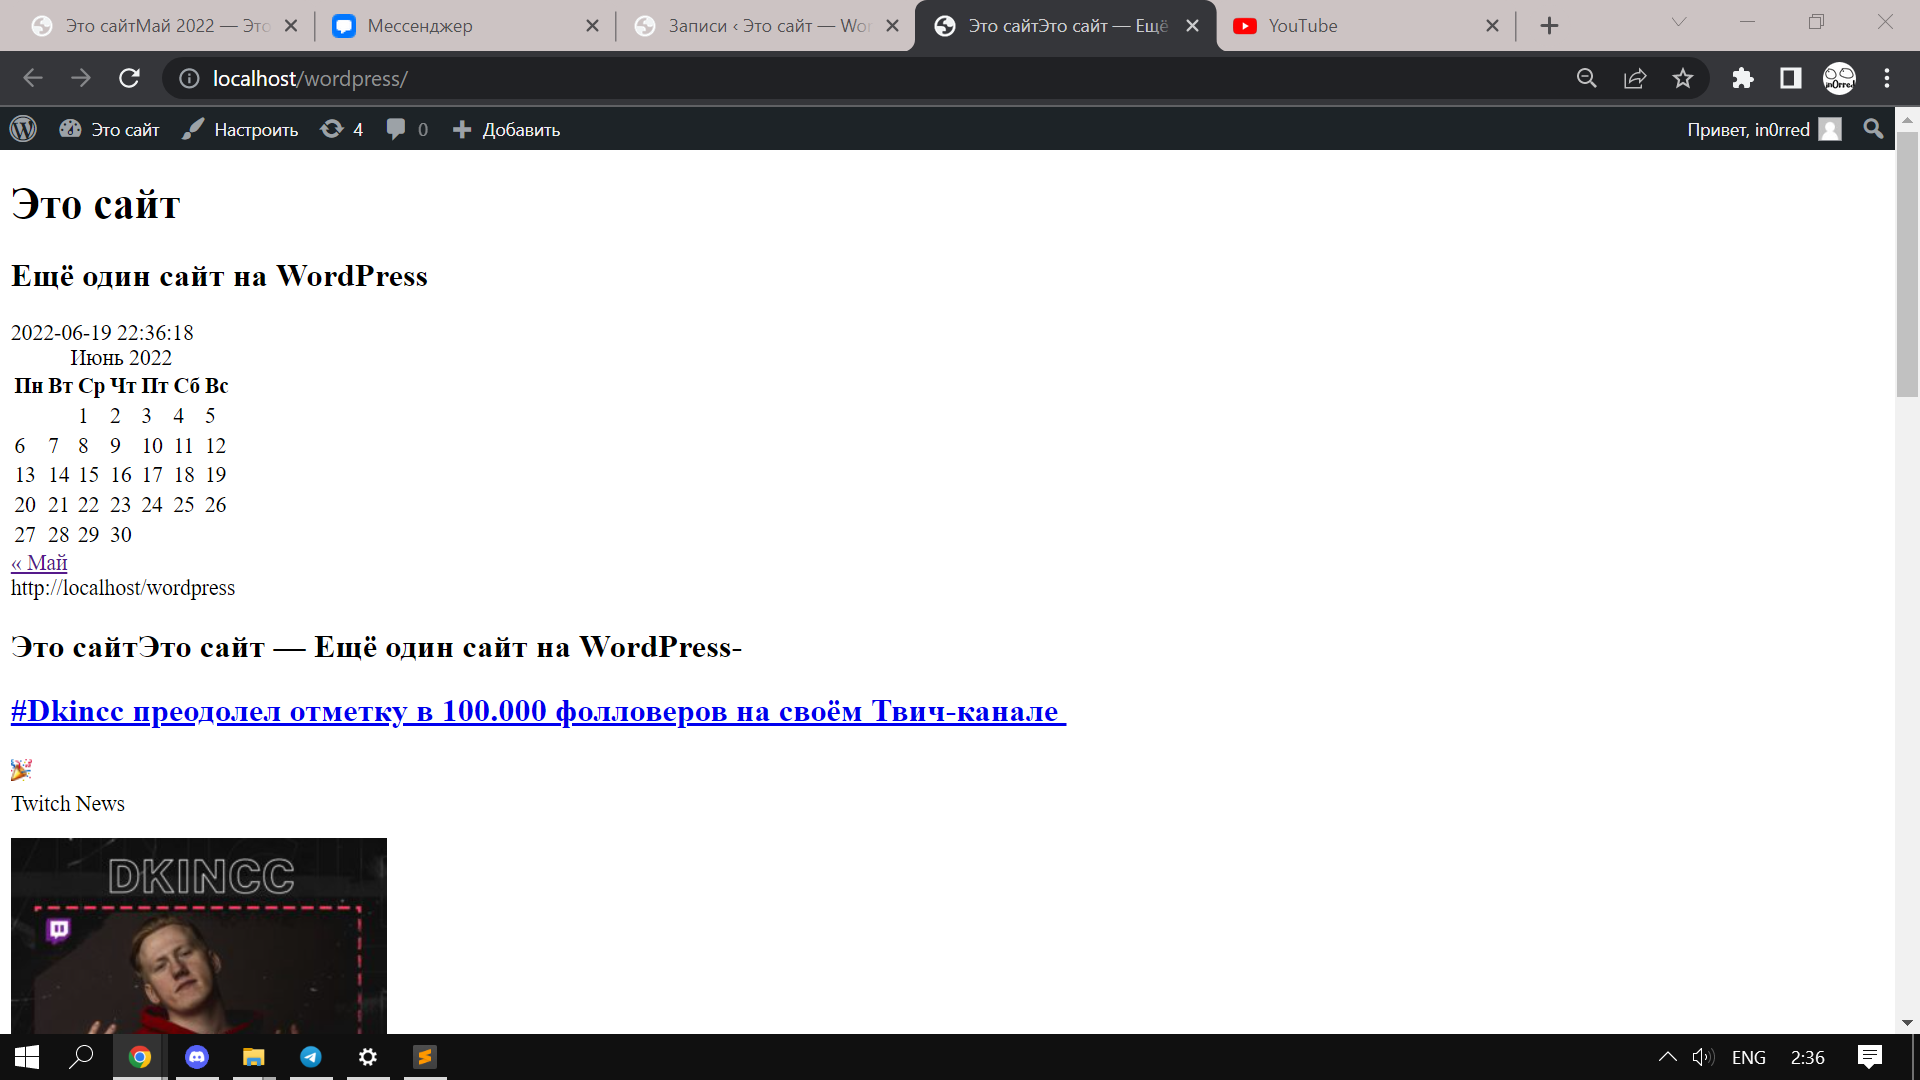 Это сайтМай 2022 — Это
Мессенджер
Записи ‹ Это сайт — Wor
Это сайтЭто сайт — Ещё
YouTube
localhost/wordpress/
Это сайт
Настроить
4
0
Добавить
Привет, in0rred
Это сайт
Ещё один сайт на WordPress
2022-06-19 22:36:18
Июнь 2022
Пн Вт Ср Чт Пт Сб Вс
1 2 3 4 5
6 7 8 9 10 11 12
13 14 15 16 17 18 19
20 21 22 23 24 25 26
27 28 29 30
« Май
http://localhost/wordpress
Это сайтЭто сайт — Ещё один сайт на WordPress-
#Dkincc преодолел отметку в 100.000 фолловеров на своём Твич-канале
Twitch News
DKINCC
ENG
2:36